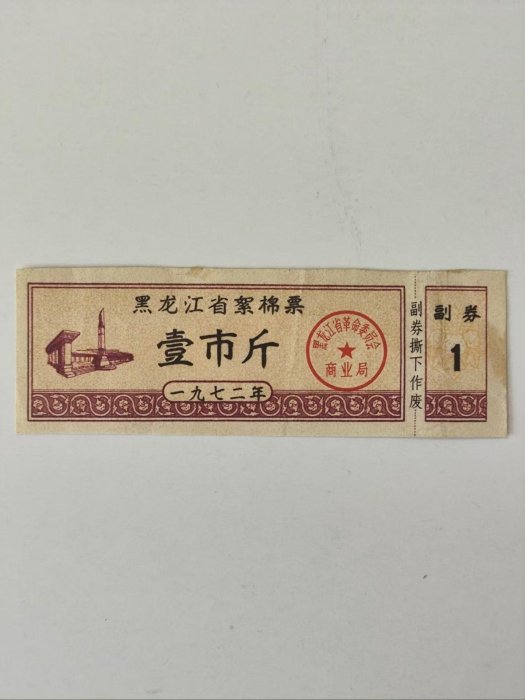 黑龙江省絮棉票
壹市斤
一九七二年
黑龙江省革命委员会
商业局
副券撕下作废
副券
1